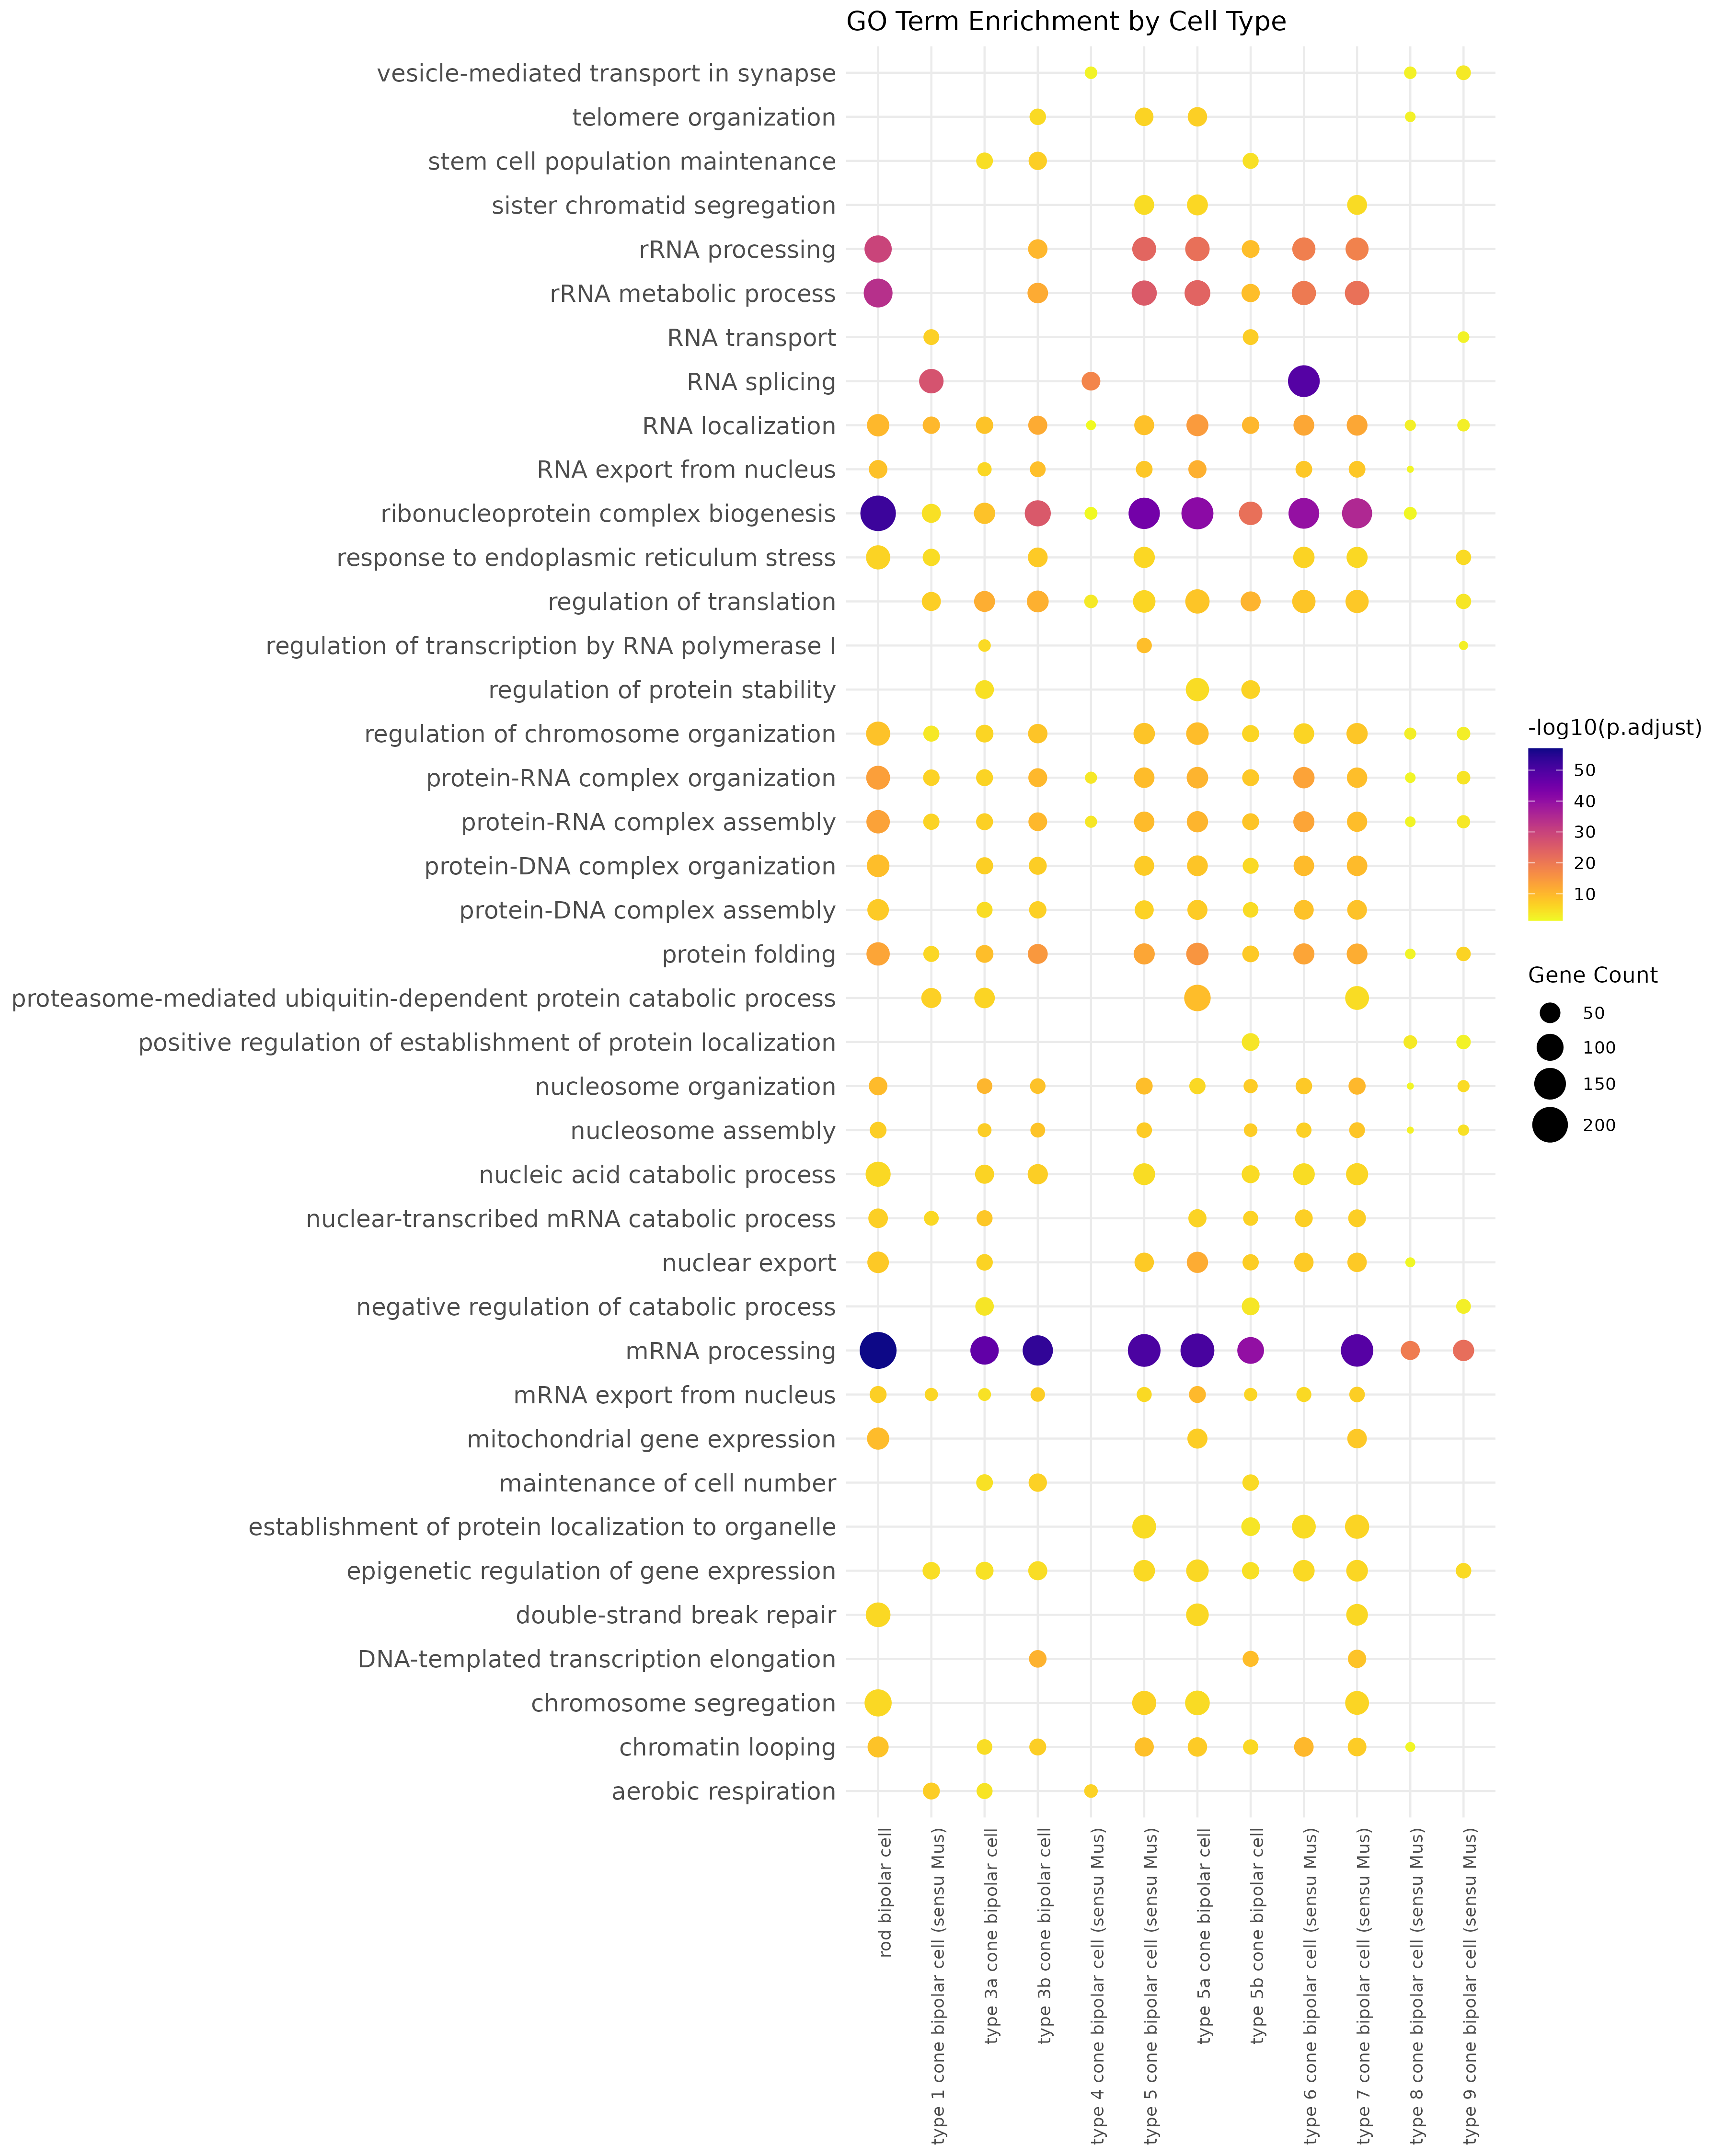 GO Term Enrichment by Cell Type
vesicle-mediated transport in synapse
telomere organization
stem cell population maintenance
sister chromatid segregation
rRNA processing
rRNA metabolic process
RNA transport
RNA splicing
RNA localization
RNA export from nucleus
ribonucleoprotein complex biogenesis
response to endoplasmic reticulum stress
regulation of translation
regulation of transcription by RNA polymerase I
regulation of protein stability
regulation of chromosome organization
protein-RNA complex organization
protein-RNA complex assembly
protein-DNA complex organization
protein-DNA complex assembly
protein folding
proteasome-mediated ubiquitin-dependent protein catabolic process
positive regulation of establishment of protein localization
nucleosome organization
nucleosome assembly
nucleic acid catabolic process
nuclear-transcribed mRNA catabolic process
nuclear export
negative regulation of catabolic process
mRNA processing
mRNA export from nucleus
mitochondrial gene expression
maintenance of cell number
establishment of protein localization to organelle
epigenetic regulation of gene expression
double-strand break repair
DNA-templated transcription elongation
chromosome segregation
chromatin looping
aerobic respiration
rod bipolar cell
type 1 cone bipolar cell (sensu Mus)
type 3a cone bipolar cell
type 3b cone bipolar cell
type 4 cone bipolar cell (sensu Mus)
type 5 cone bipolar cell (sensu Mus)
type 5a cone bipolar cell
type 5b cone bipolar cell
type 6 cone bipolar cell (sensu Mus)
type 7 cone bipolar cell (sensu Mus)
type 8 cone bipolar cell (sensu Mus)
type 9 cone bipolar cell (sensu Mus)
-log10(p.adjust)
50
40
30
20
10
Gene Count
50
100
150
200